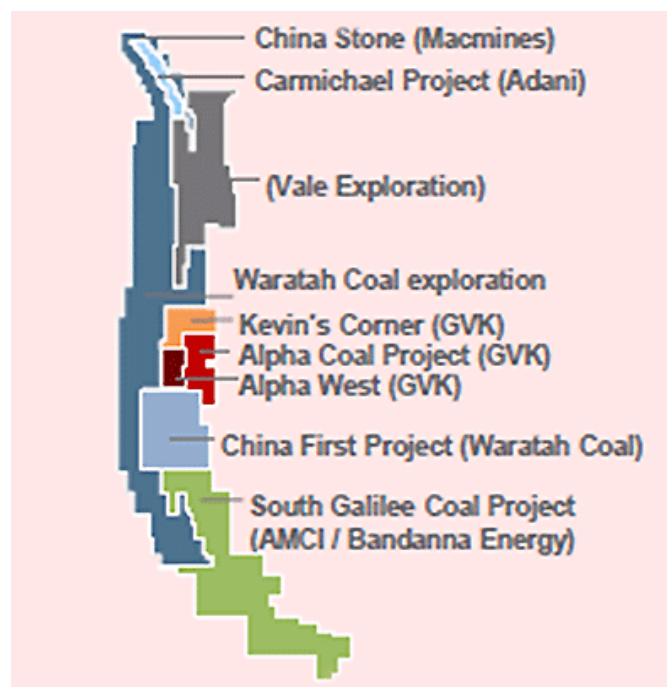 China Stone (Macmines)
Carmichael Project (Adani)
(Vale Exploration)
Waratah Coal exploration
Kevin's Corner (GVK)
Alpha Coal Project (GVK)
Alpha West (GVK)
China First Project (Waratah Coal)
South Galilee Coal Project
(AMCI / Bandanna Energy)